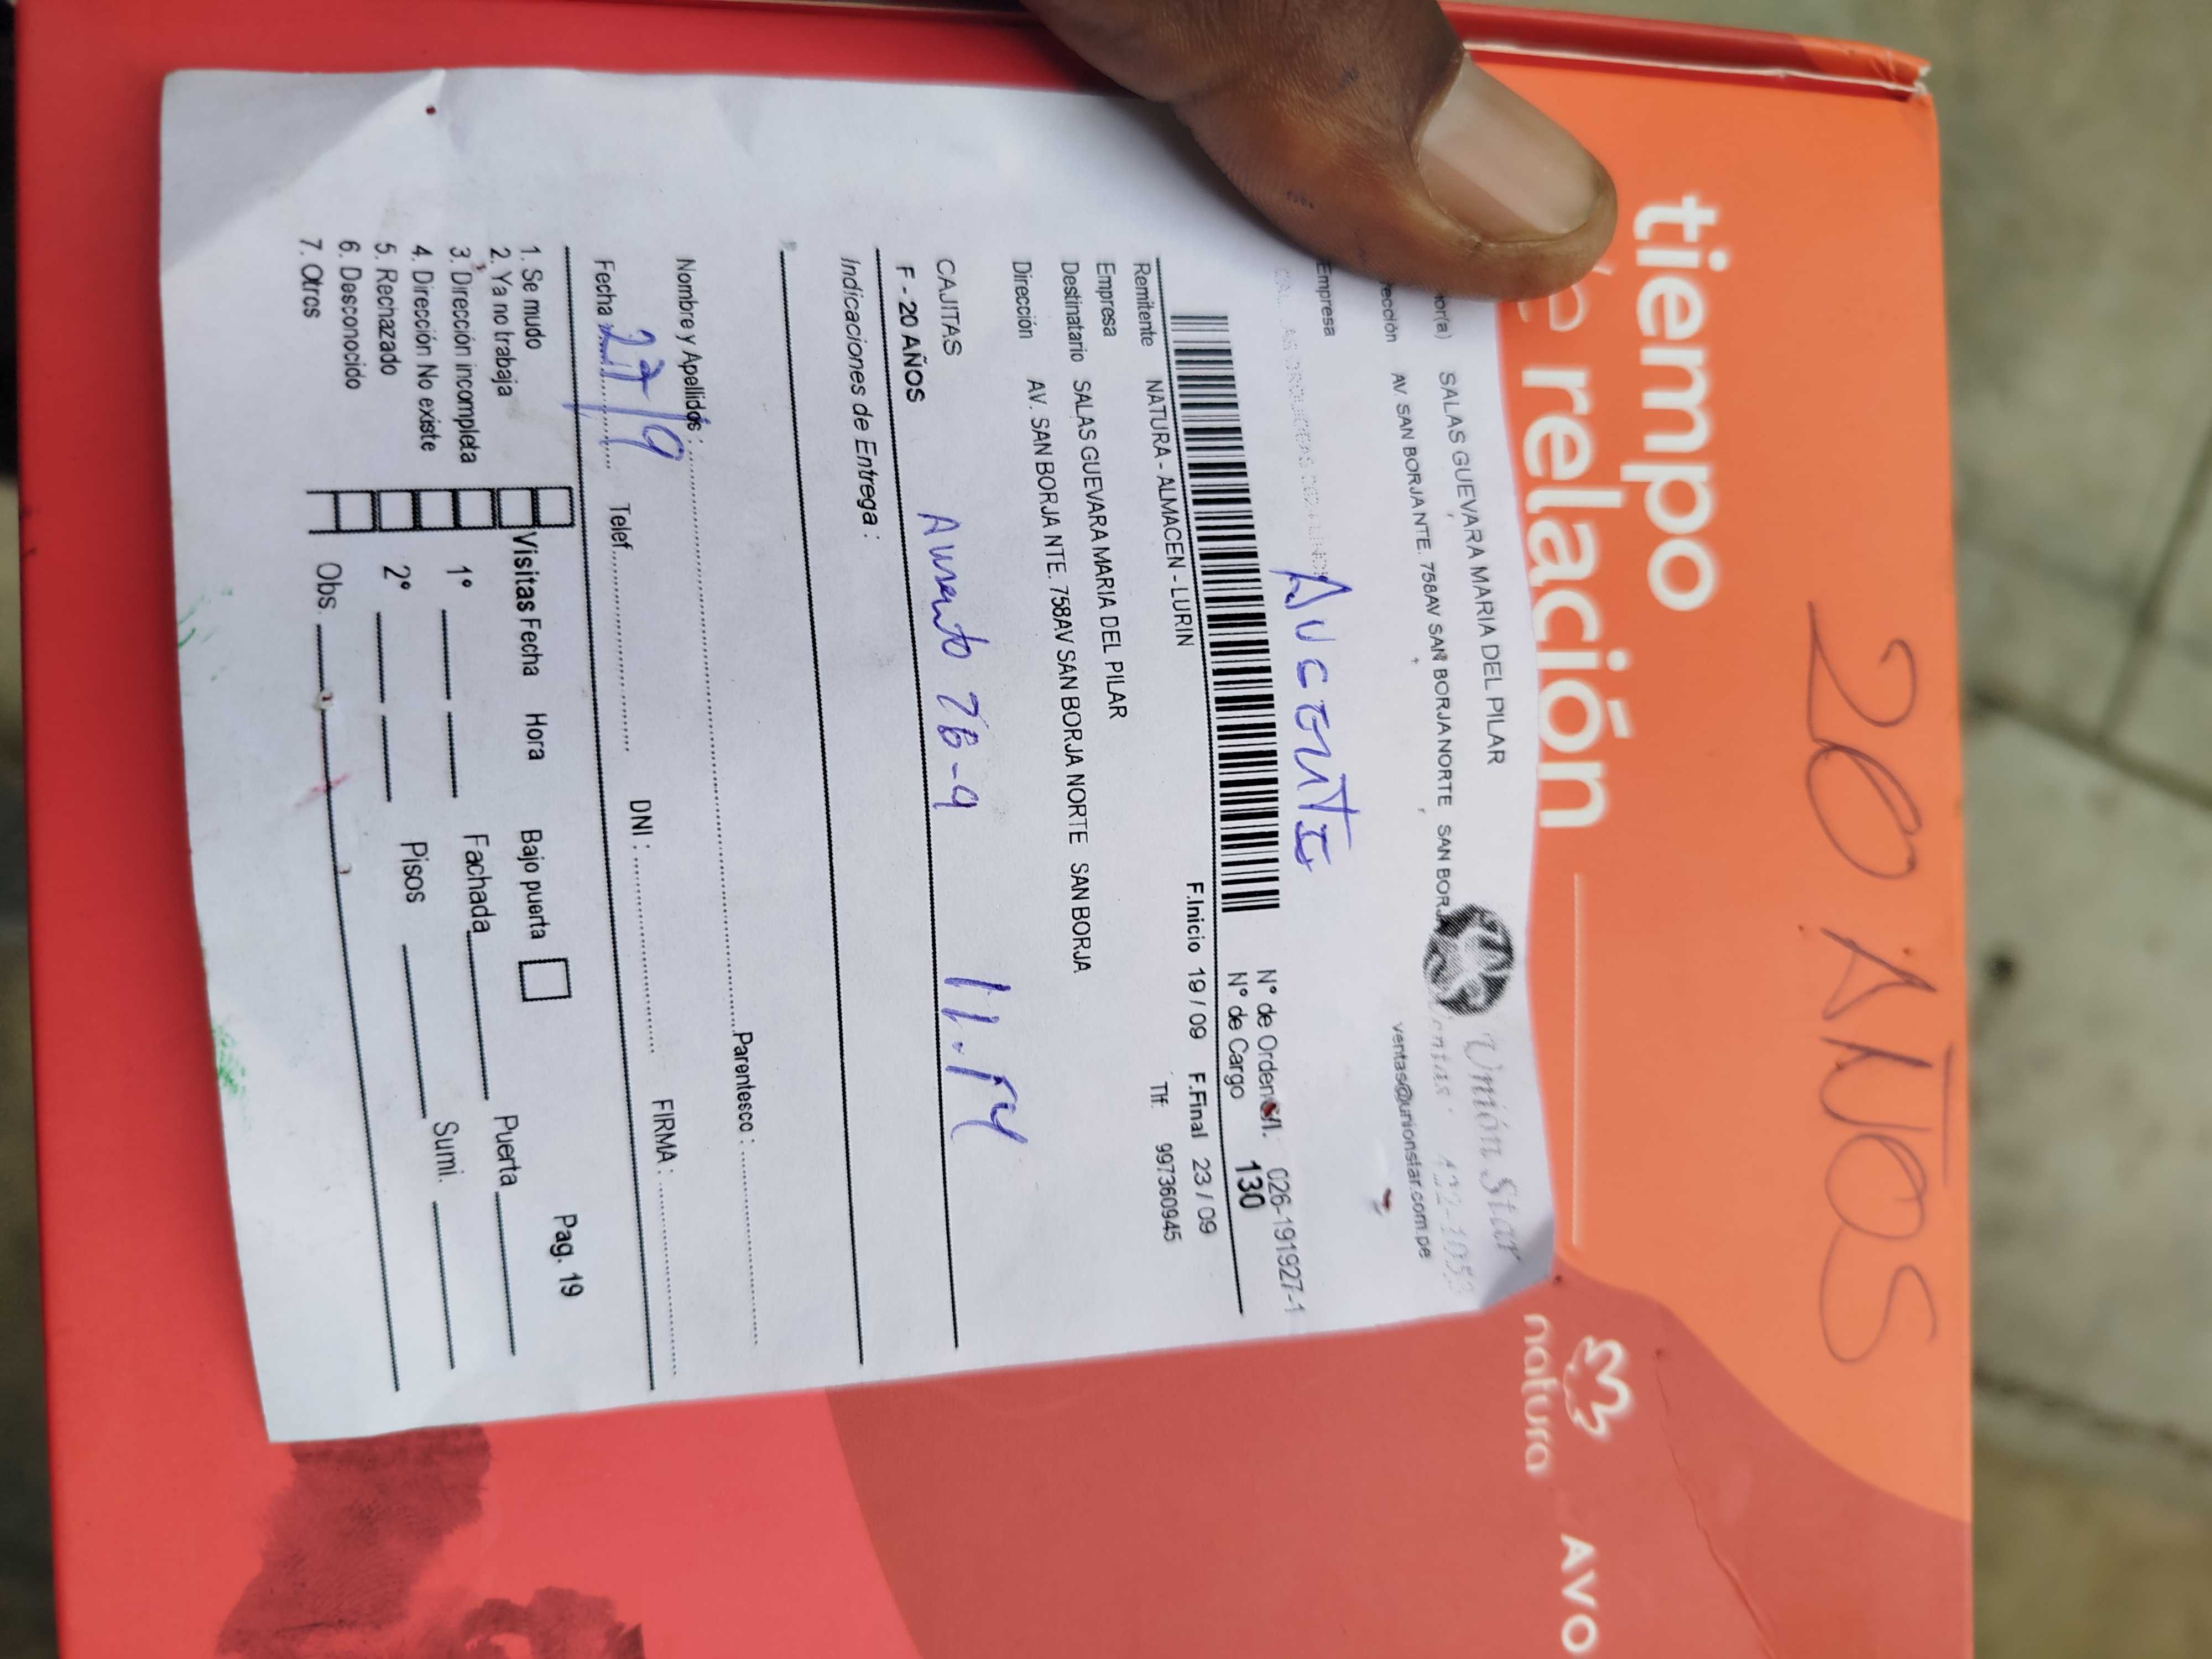 20 AÑOS
tiempo
relación
natura AVO
Unión Star
ventas@unionstar.com.pe
SALAS GUEVARA MARIA DEL PILAR
AV. SAN BORJA NTE. 758AV SAN BORJA NORTE SAN BORJA
Empresa
AUSENTE
N° de Orden 026-191927-1
N° de Cargo 130
F.Inicio 19 / 09 F.Final 23 / 09
Remitente NATURA - ALMACEN - LURIN
Tlf. 997360945
Empresa
Destinatario SALAS GUEVARA MARIA DEL PILAR
Dirección AV. SAN BORJA NTE. 758AV SAN BORJA NORTE SAN BORJA
CAJITAS
F - 20 AÑOS
Indicaciones de Entrega :
Nombre y Apellidos : Parentesco :
Fecha 27/9 Telef. DNI : FIRMA :
1. Se mudo
2. Ya no trabaja
3. Dirección incompleta
4. Dirección No existe
5. Rechazado
6. Desconocido
7. Otros
Visitas Fecha Hora Bajo puerta Pag. 19
1° Fachada Puerta
2° Pisos Sumi.
Obs.